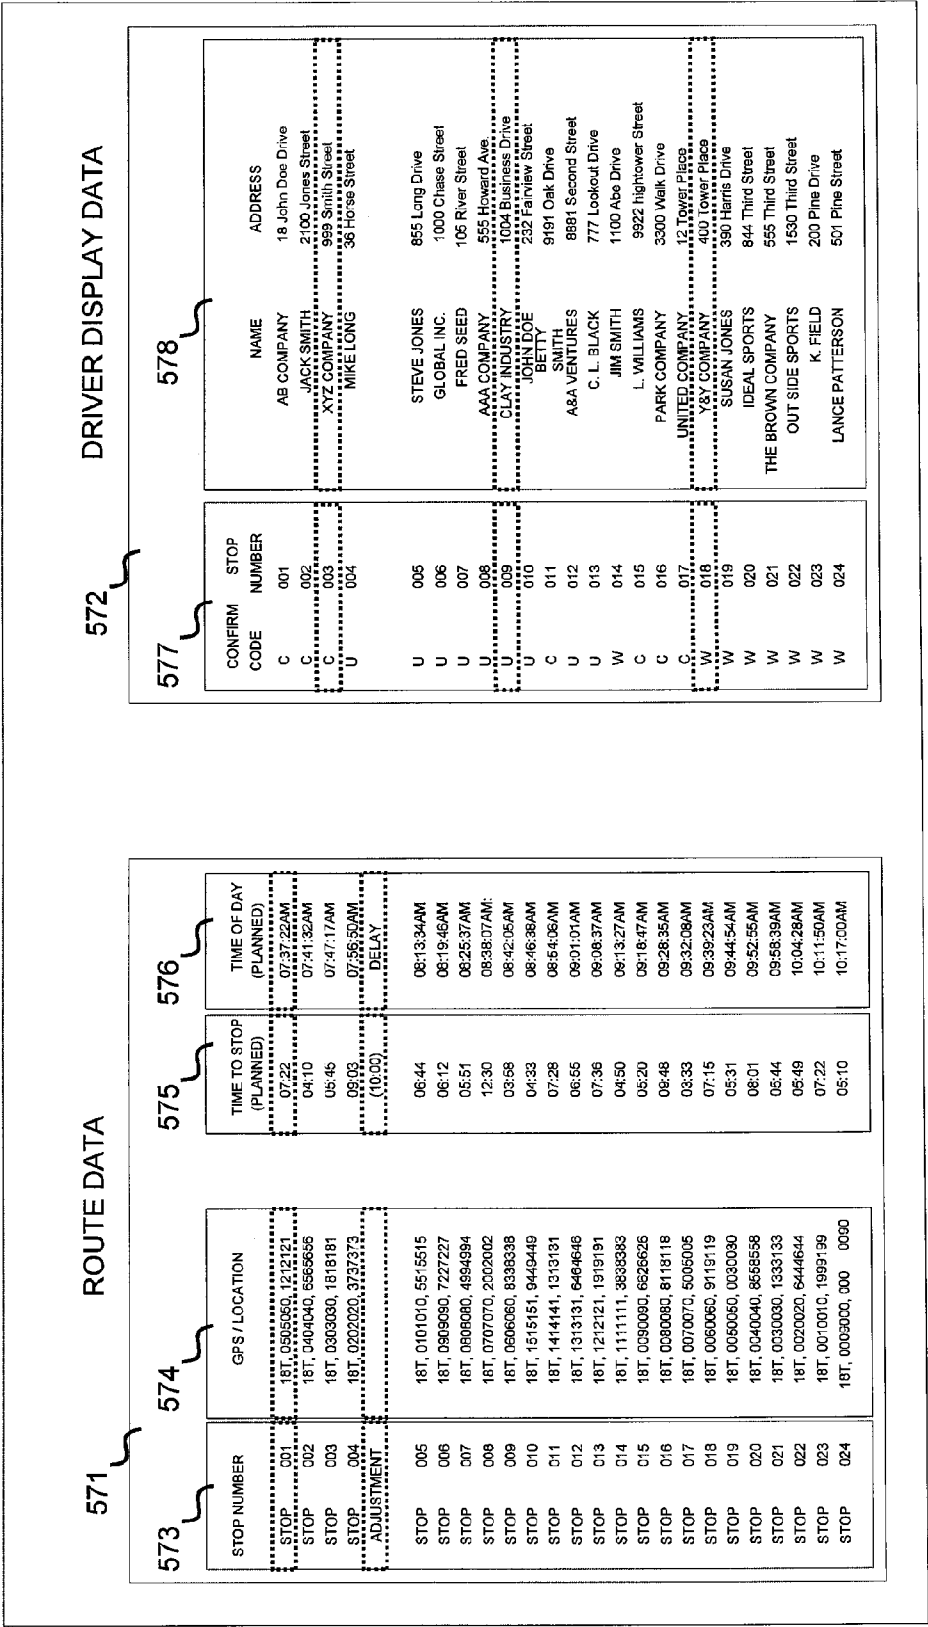 571
ROUTE DATA
573
574
575
576
STOP NUMBER GPS / LOCATION TIME TO STOP (PLANNED) TIME OF DAY (PLANNED)
STOP 001 18T, 0505050, 1212121 07:22 07:37:22AM
STOP 002 18T, 0404040, 6565656 04:10 07:41:32AM
STOP 003 18T, 0303030, 1818181 05:45 07:47:17AM
STOP 004 18T, 0202020, 3737373 09:03 07:56:50AM
ADJUSTMENT (10:00) DELAY
STOP 005 18T, 0101010, 5515515 06:44 08:13:34AM
STOP 006 18T, 0909090, 7227227 06:12 08:19:46AM
STOP 007 18T, 0808080, 4994994 05:51 08:25:37AM
STOP 008 18T, 0707070, 2002002 12:30 08:38:07AM:
STOP 009 18T, 0606060, 8338338 03:58 08:42:05AM
STOP 010 18T, 1515151, 9449449 04:33 08:46:38AM
STOP 011 18T, 1414141, 1313131 07:28 08:54:06AM
STOP 012 18T, 1313131, 6464646 06:55 09:01:01AM
STOP 013 18T, 1212121, 1919191 07:36 09:08:37AM
STOP 014 18T, 1111111, 3838383 04:50 09:13:27AM
STOP 015 18T, 0090090, 6626626 05:20 09:18:47AM
STOP 016 18T, 0080080, 8118118 09:48 09:28:35AM
STOP 017 18T, 0070070, 5005005 03:33 09:32:08AM
STOP 018 18T, 0060060, 9119119 07:15 09:39:23AM
STOP 019 18T, 0050050, 0030030 05:31 09:44:54AM
STOP 020 18T, 0040040, 8558558 08:01 09:52:55AM
STOP 021 18T, 0030030, 1333133 05:44 09:58:39AM
STOP 022 18T, 0020020, 6444644 05:49 10:04:28AM
STOP 023 18T, 0010010, 1999199 07:22 10:11:50AM
STOP 024 18T, 0009000, 000 0090 05:10 10:17:00AM
572
DRIVER DISPLAY DATA
577
578
CONFIRM CODE STOP NUMBER NAME ADDRESS
C 001 AB COMPANY 18 John Doe Drive
C 002 JACK SMITH 2100 Jones Street
C 003 XYZ COMPANY 999 Smith Street
U 004 MIKE LONG 36 Horse Street
U 005 STEVE JONES 855 Long Drive
U 006 GLOBAL INC. 1000 Chase Street
U 007 FRED SEED 105 River Street
U 008 AAA COMPANY 555 Howard Ave.
U 009 CLAY INDUSTRY 1004 Business Drive
U 010 JOHN DOE 232 Fairview Street
C 011 BETTY SMITH 9191 Oak Drive
U 012 A&A VENTURES 8881 Second Street
U 013 C. L. BLACK 777 Lookout Drive
W 014 JIM SMITH 1100 Abe Drive
C 015 L. WILLIAMS 9922 hightower Street
C 016 PARK COMPANY 3300 Walk Drive
C 017 UNITED COMPANY 12 Tower Place
W 018 Y&Y COMPANY 400 Tower Place
W 019 SUSAN JONES 390 Harris Drive
W 020 IDEAL SPORTS 844 Third Street
W 021 THE BROWN COMPANY 555 Third Street
W 022 OUT SIDE SPORTS 1530 Third Street
W 023 K. FIELD 200 Pine Drive
W 024 LANCE PATTERSON 501 Pine Street